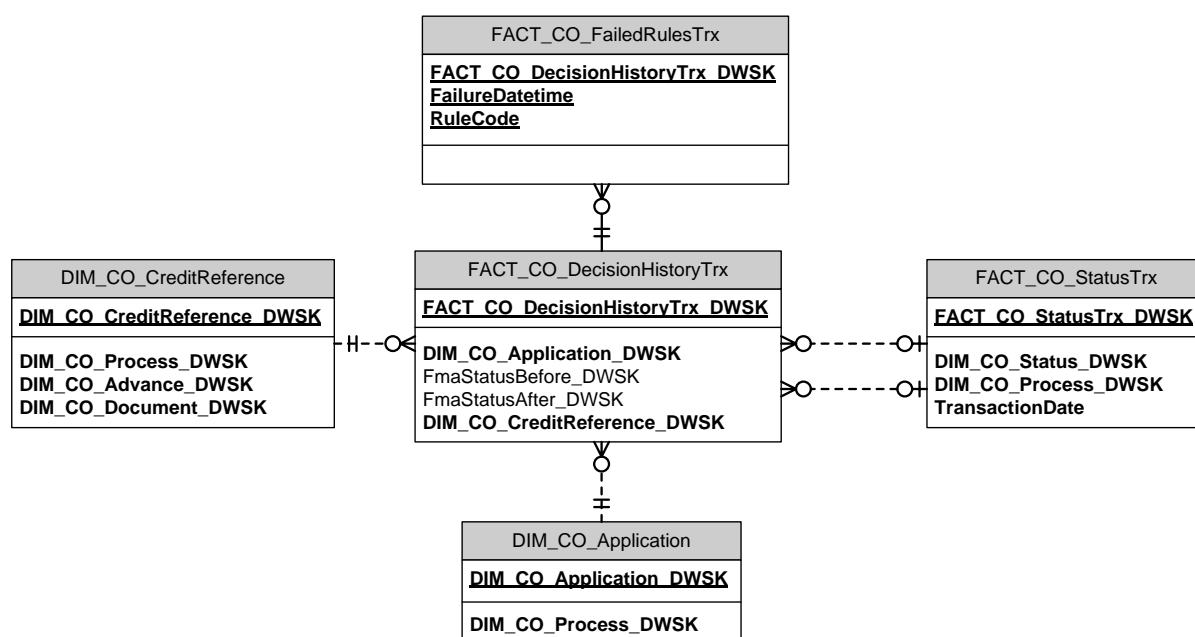 FACT_CO_FailedRulesTrx
FACT_CO_DecisionHistoryTrx_DWSK
FailureDatetime
RuleCode
DIM_CO_CreditReference
DIM_CO_CreditReference_DWSK
DIM_CO_Process_DWSK
DIM_CO_Advance_DWSK
DIM_CO_Document_DWSK
FACT_CO_DecisionHistoryTrx
FACT_CO_DecisionHistoryTrx_DWSK
DIM_CO_Application_DWSK
FmaStatusBefore_DWSK
FmaStatusAfter_DWSK
DIM_CO_CreditReference_DWSK
FACT_CO_StatusTrx
FACT_CO_StatusTrx_DWSK
DIM_CO_Status_DWSK
DIM_CO_Process_DWSK
TransactionDate
DIM_CO_Application
DIM_CO_Application_DWSK
DIM_CO_Process_DWSK